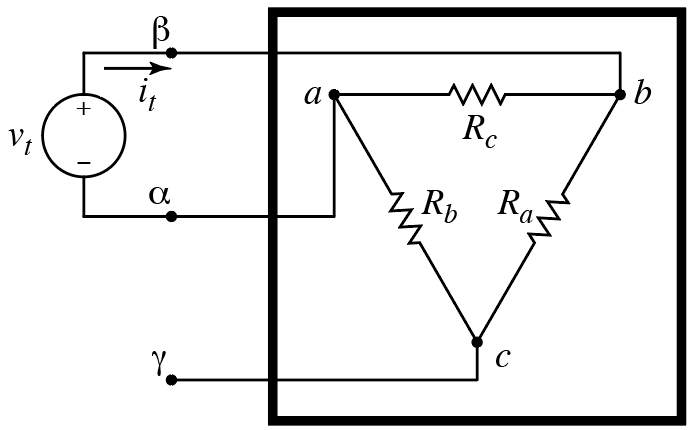 β
i_t
+
v_t
−
α
a
b
R_c
R_b
R_a
γ
c